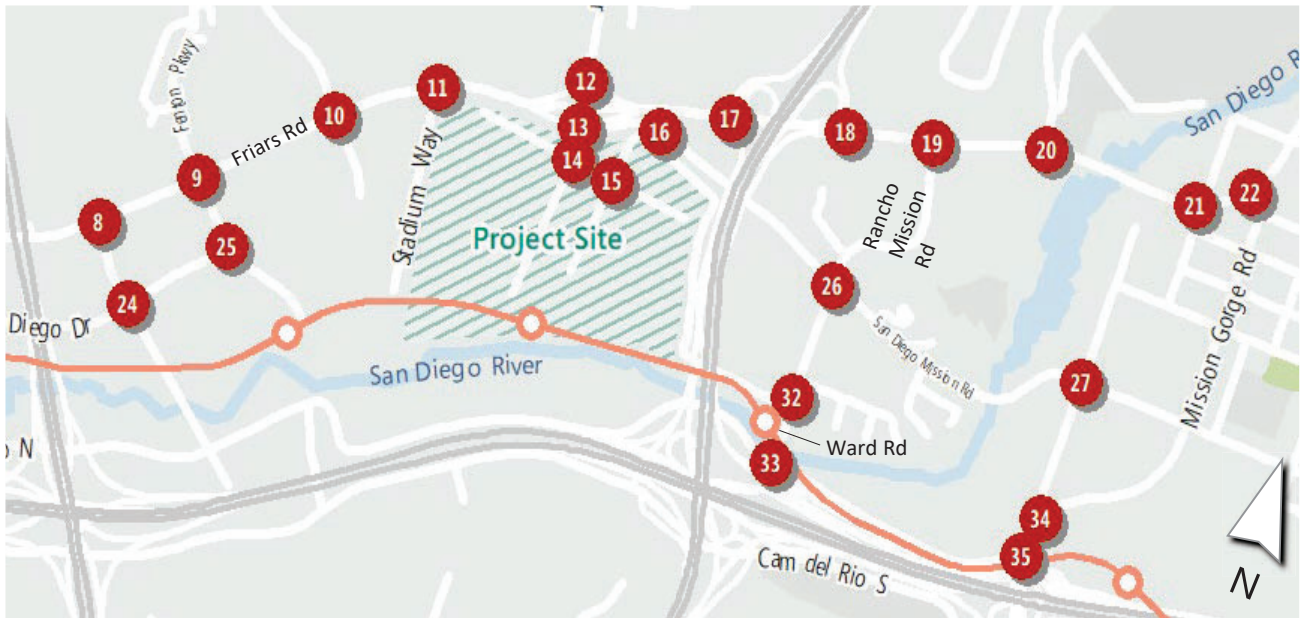 Fenton Pkwy
11
12
10
13
16
17
18
19
20
Friars Rd
14
15
9
8
25
24
Stadium Way
Project Site
Rancho
Mission
Rd
21
22
San Diego R
26
San Diego Mission Rd
27
Mission Gorge Rd
Diego Dr
San Diego River
32
Ward Rd
33
o N
34
35
Cam del Rio S
N